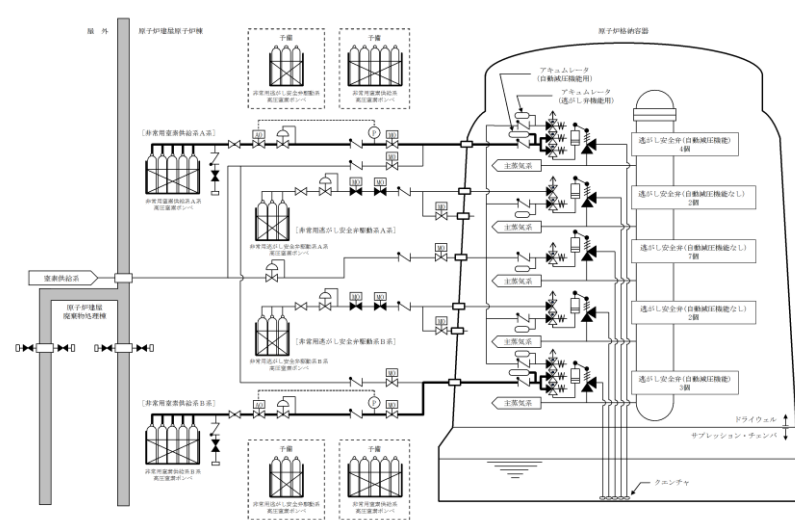 屋 外
原子炉建屋原子炉棟
予備
非常用逃がし安全弁駆動系
高圧窒素ボンベ
予備
非常用窒素供給系
高圧窒素ボンベ
原子炉格納容器
アキュムレータ
(自動減圧機能用)
アキュムレータ
(逃がし弁機能用)
[非常用窒素供給系A系]
AO
P
MO
非常用窒素供給系A系
高圧窒素ボンベ
MO
主蒸気系
逃がし安全弁(自動減圧機能)
4個
MO
MO
[非常用逃がし安全弁駆動系A系]
MO
非常用逃がし安全弁駆動系A系
高圧窒素ボンベ
主蒸気系
逃がし安全弁(自動減圧機能なし)
2個
窒素供給系
MO
主蒸気系
逃がし安全弁(自動減圧機能なし)
7個
原子炉建屋
廃棄物処理棟
MO
MO
MO
[非常用逃がし安全弁駆動系B系]
非常用逃がし安全弁駆動系B系
高圧窒素ボンベ
主蒸気系
逃がし安全弁(自動減圧機能なし)
2個
MO
[非常用窒素供給系B系]
AO
P
MO
非常用窒素供給系B系
高圧窒素ボンベ
主蒸気系
逃がし安全弁(自動減圧機能)
3個
ドライウェル
サプレッション・チェンバ
予備
非常用逃がし安全弁駆動系
高圧窒素ボンベ
予備
非常用窒素供給系
高圧窒素ボンベ
クエンチャ